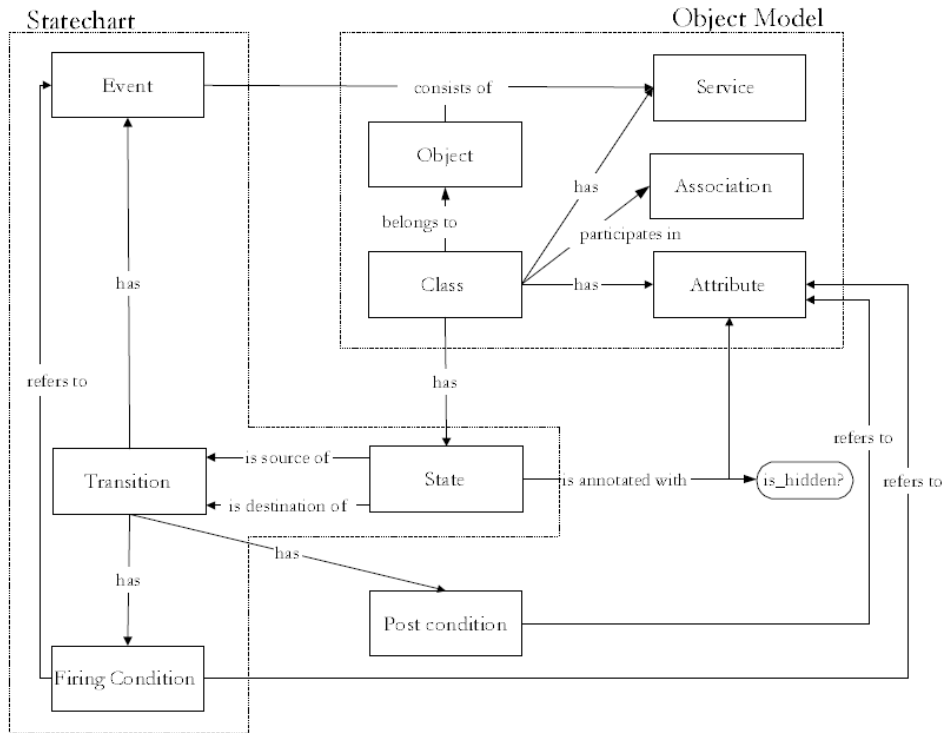 Statechart
Object Model
Event
consists of
Service
Object
has
Association
belongs to
participates in
has
Class
has
Attribute
refers to
has
refers to
is source of
Transition
State
is annotated with
is_hidden?
refers to
is destination of
has
has
Post condition
Firing Condition